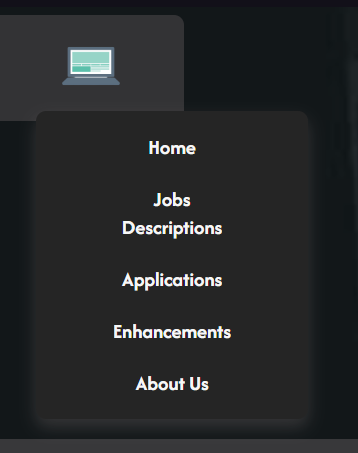 Home
Jobs
Descriptions
Applications
Enhancements
About Us